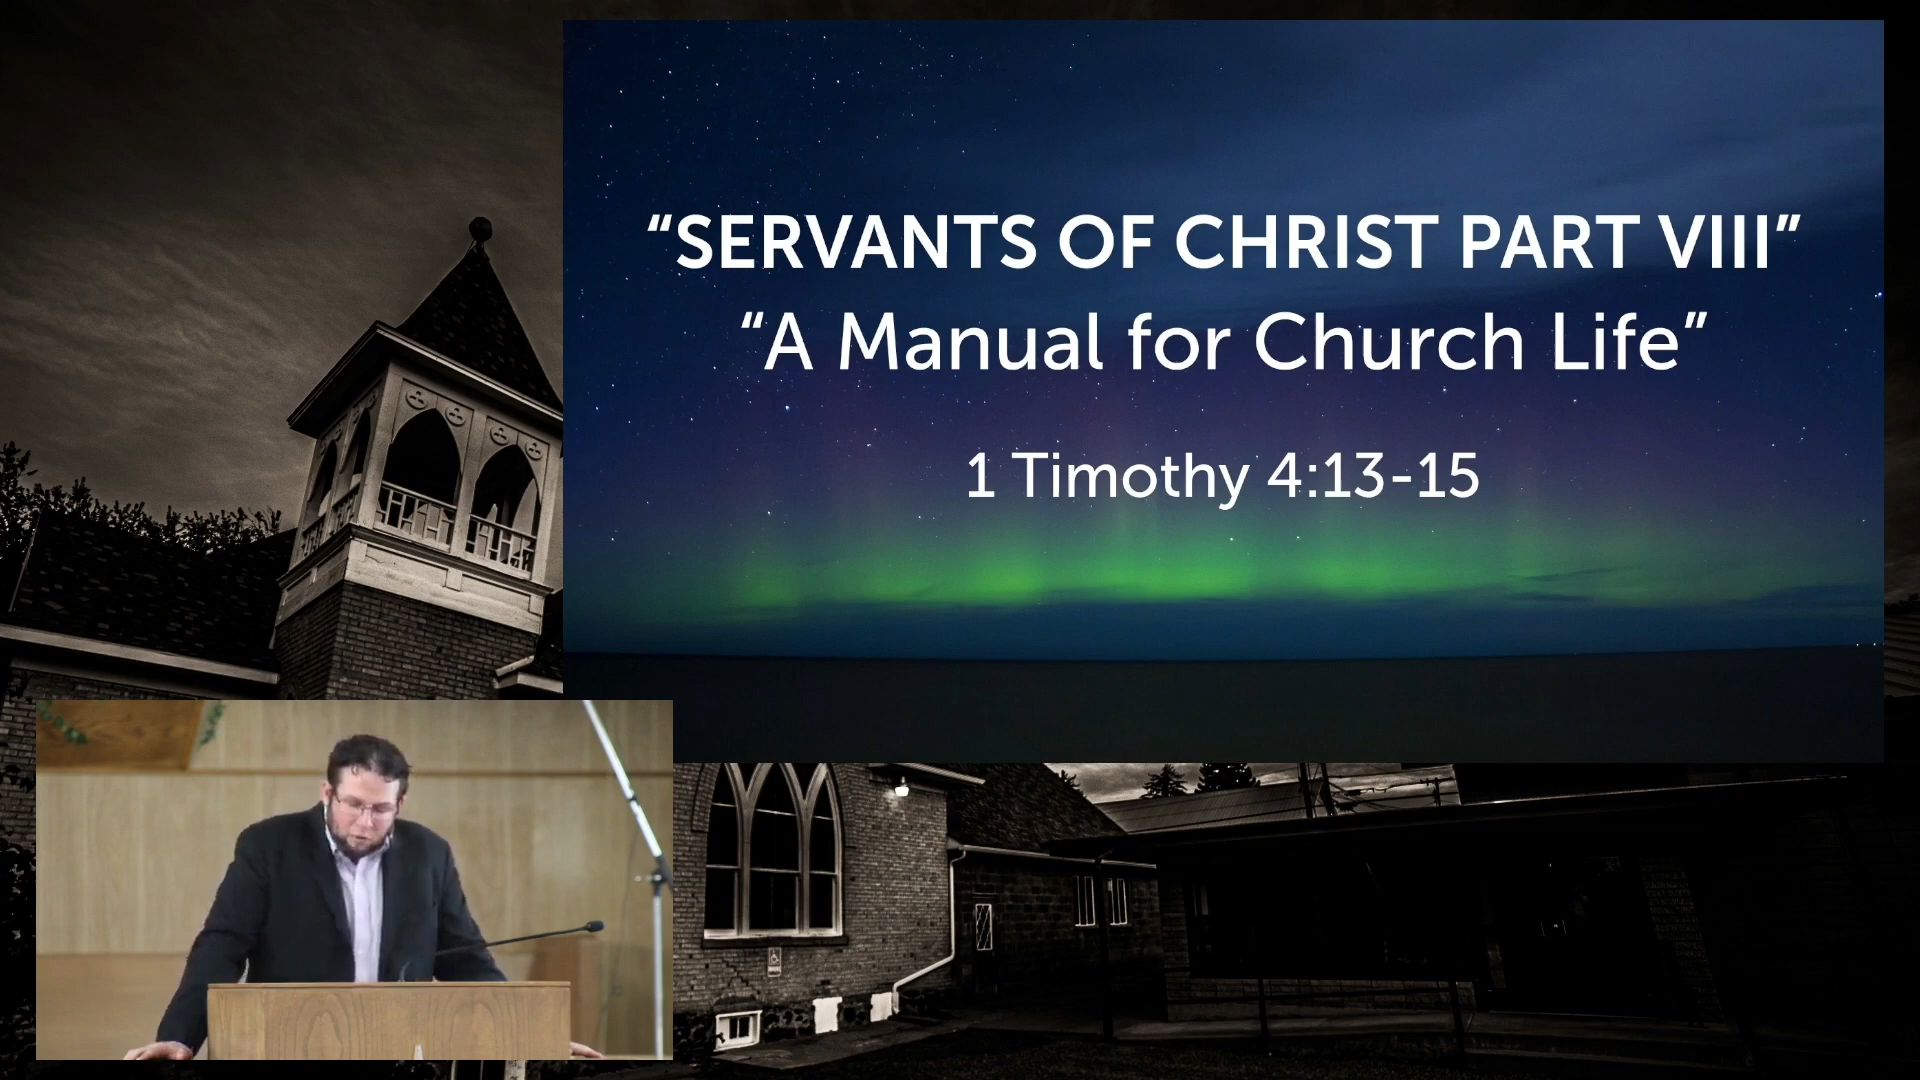 “SERVANTS OF CHRIST PART VIII”
“A Manual for Church Life”
1 Timothy 4:13-15